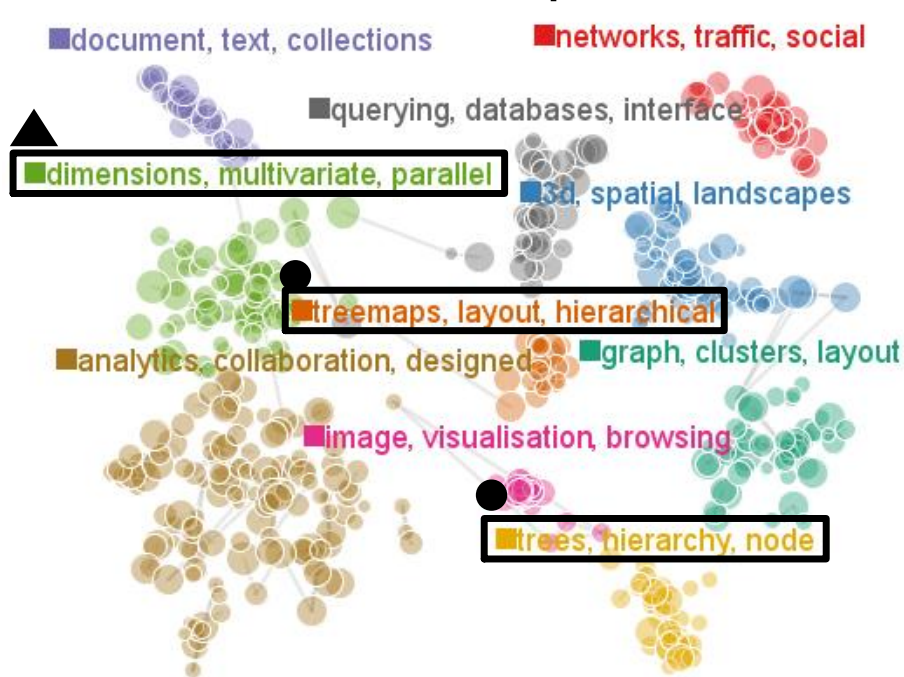 document, text, collections
networks, traffic, social
querying, databases, interface
dimensions, multivariate, parallel
3d, spatial, landscapes
treemaps, layout, hierarchical
analytics, collaboration, designed
graph, clusters, layout
image, visualisation, browsing
trees, hierarchy, node